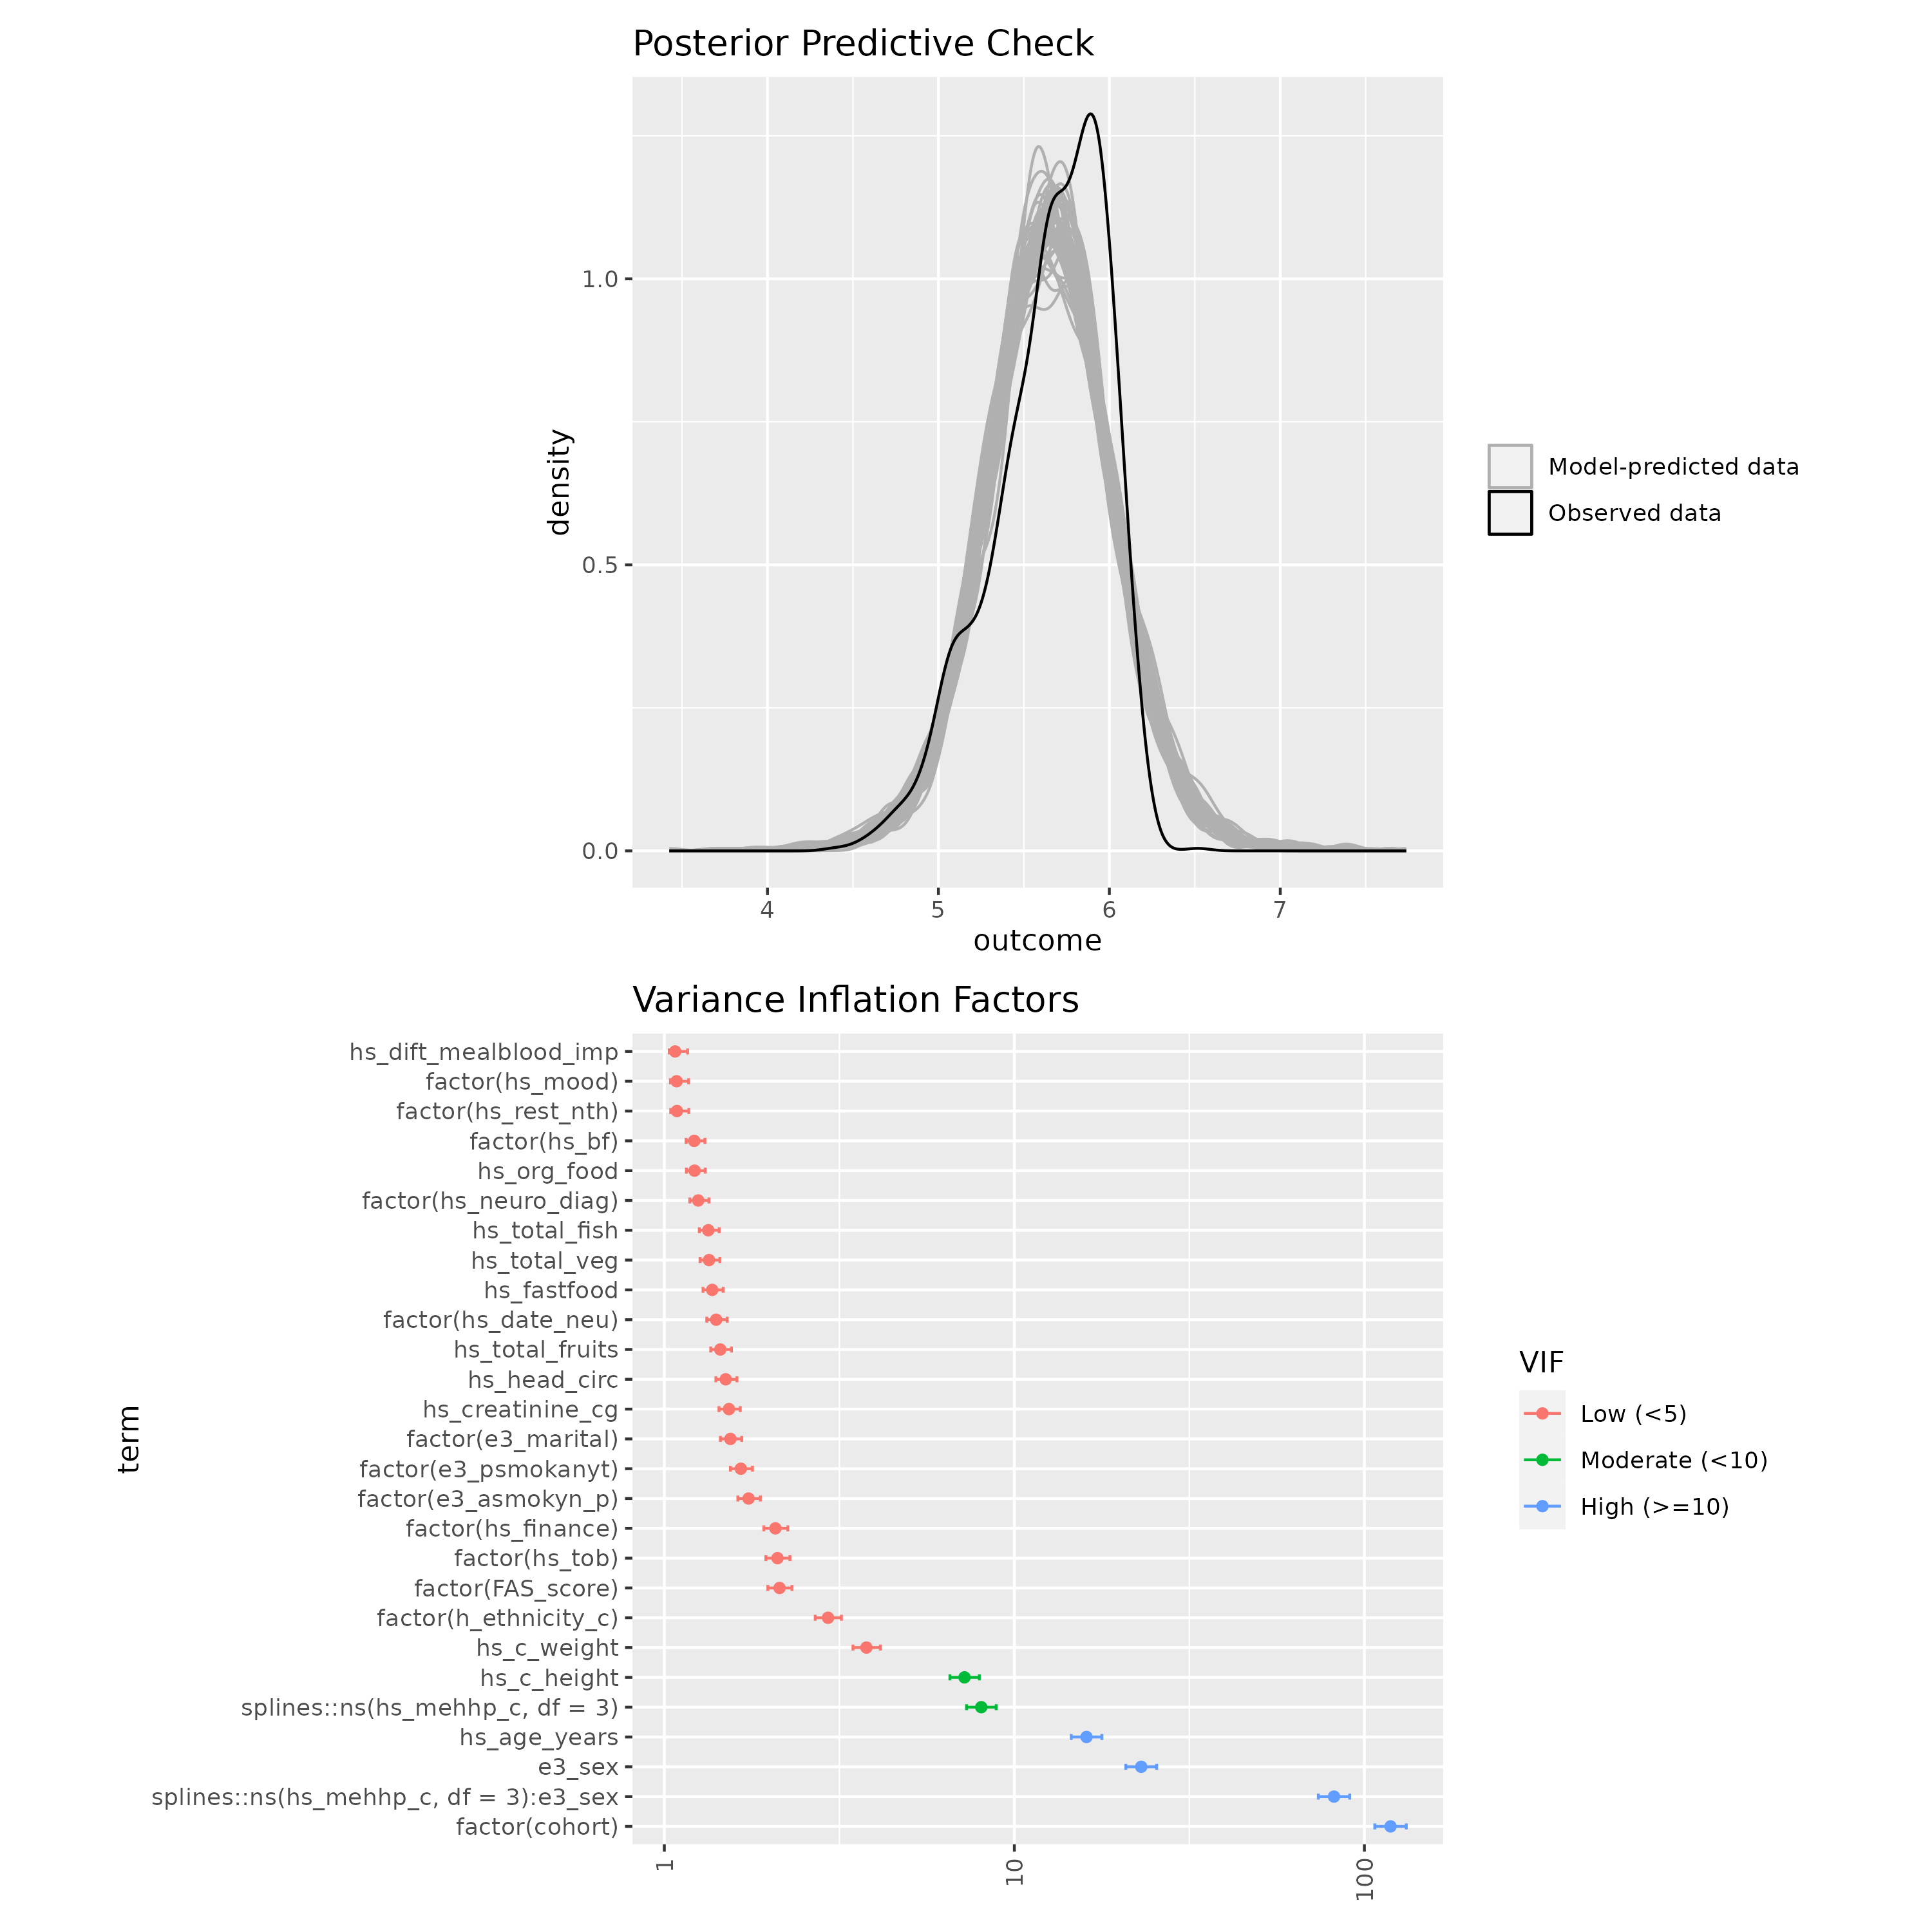 Posterior Predictive Check
density
1.0
0.5
0.0
4 5 6 7
outcome
Model-predicted data
Observed data
Variance Inflation Factors
term
hs_dift_mealblood_imp
factor(hs_mood)
factor(hs_rest_nth)
factor(hs_bf)
hs_org_food
factor(hs_neuro_diag)
hs_total_fish
hs_total_veg
hs_fastfood
factor(hs_date_neu)
hs_total_fruits
hs_head_circ
hs_creatinine_cg
factor(e3_marital)
factor(e3_psmokanyt)
factor(e3_asmokyn_p)
factor(hs_finance)
factor(hs_tob)
factor(FAS_score)
factor(h_ethnicity_c)
hs_c_weight
hs_c_height
splines::ns(hs_mehhp_c, df = 3)
hs_age_years
e3_sex
splines::ns(hs_mehhp_c, df = 3):e3_sex
factor(cohort)
1 10 100
VIF
Low (<5)
Moderate (<10)
High (>=10)